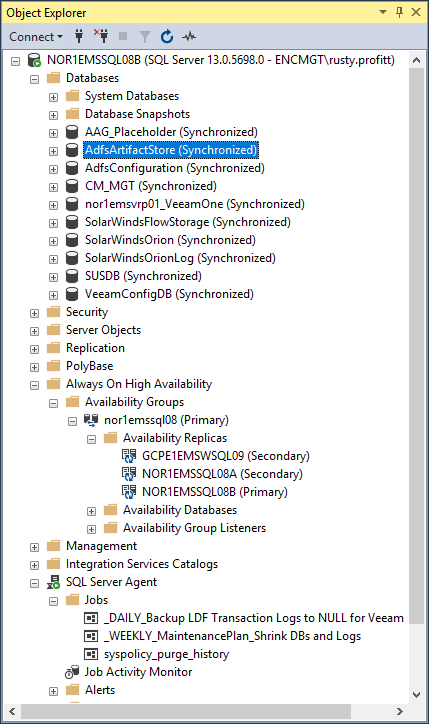 Object Explorer
Connect
NOR1EMSSQL08B (SQL Server 13.0.5698.0 - ENCMGT\rusty.profitt)
Databases
System Databases
Database Snapshots
AAG_Placeholder (Synchronized)
AdfsArtifactStore (Synchronized)
AdfsConfiguration (Synchronized)
CM_MGT (Synchronized)
nor1emsvrp01_VeeamOne (Synchronized)
SolarWindsFlowStorage (Synchronized)
SolarWindsOrion (Synchronized)
SolarWindsOrionLog (Synchronized)
SUSDB (Synchronized)
VeeamConfigDB (Synchronized)
Security
Server Objects
Replication
PolyBase
Always On High Availability
Availability Groups
nor1emssql08 (Primary)
Availability Replicas
GCPE1EMSWSQL09 (Secondary)
NOR1EMSSQL08A (Secondary)
NOR1EMSSQL08B (Primary)
Availability Databases
Availability Group Listeners
Management
Integration Services Catalogs
SQL Server Agent
Jobs
_DAILY_Backup LDF Transaction Logs to NULL for Veeam
_WEEKLY_MaintenancePlan_Shrink DBs and Logs
syspolicy_purge_history
Job Activity Monitor
Alerts